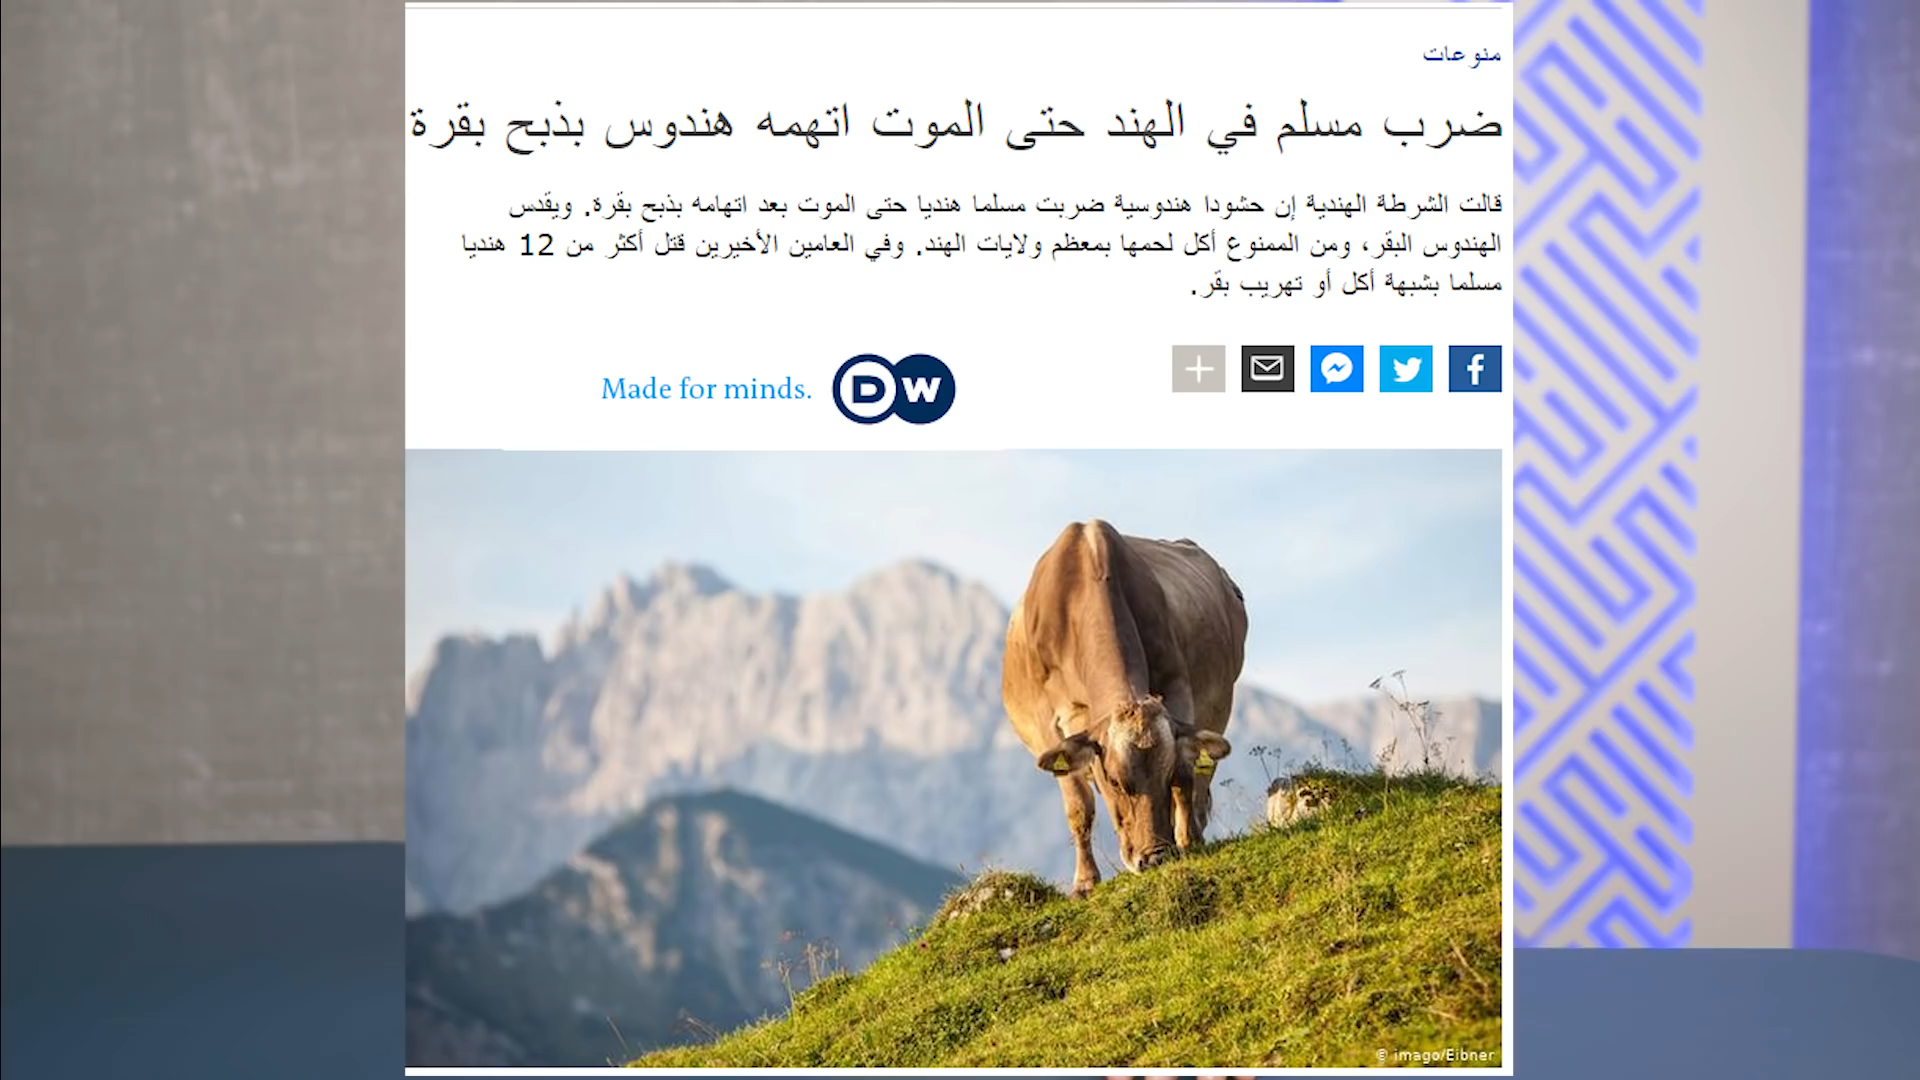 منوعات
ضرب مسلم في الهند حتى الموت اتهمه هندوس بذبح بقرة
قالت الشرطة الهندية إن حشودا هندوسية ضربت مسلما هنديا حتى الموت بعد اتهامه بذبح بقرة. ويقدس
الهندوس البقر، ومن الممنوع أكل لحمها بمعظم ولايات الهند. وفي العامين الأخيرين قتل أكثر من 12 هنديا
مسلما بشبهة أكل أو تهريب بقر.
Made for minds. DW
© imago/Eibner